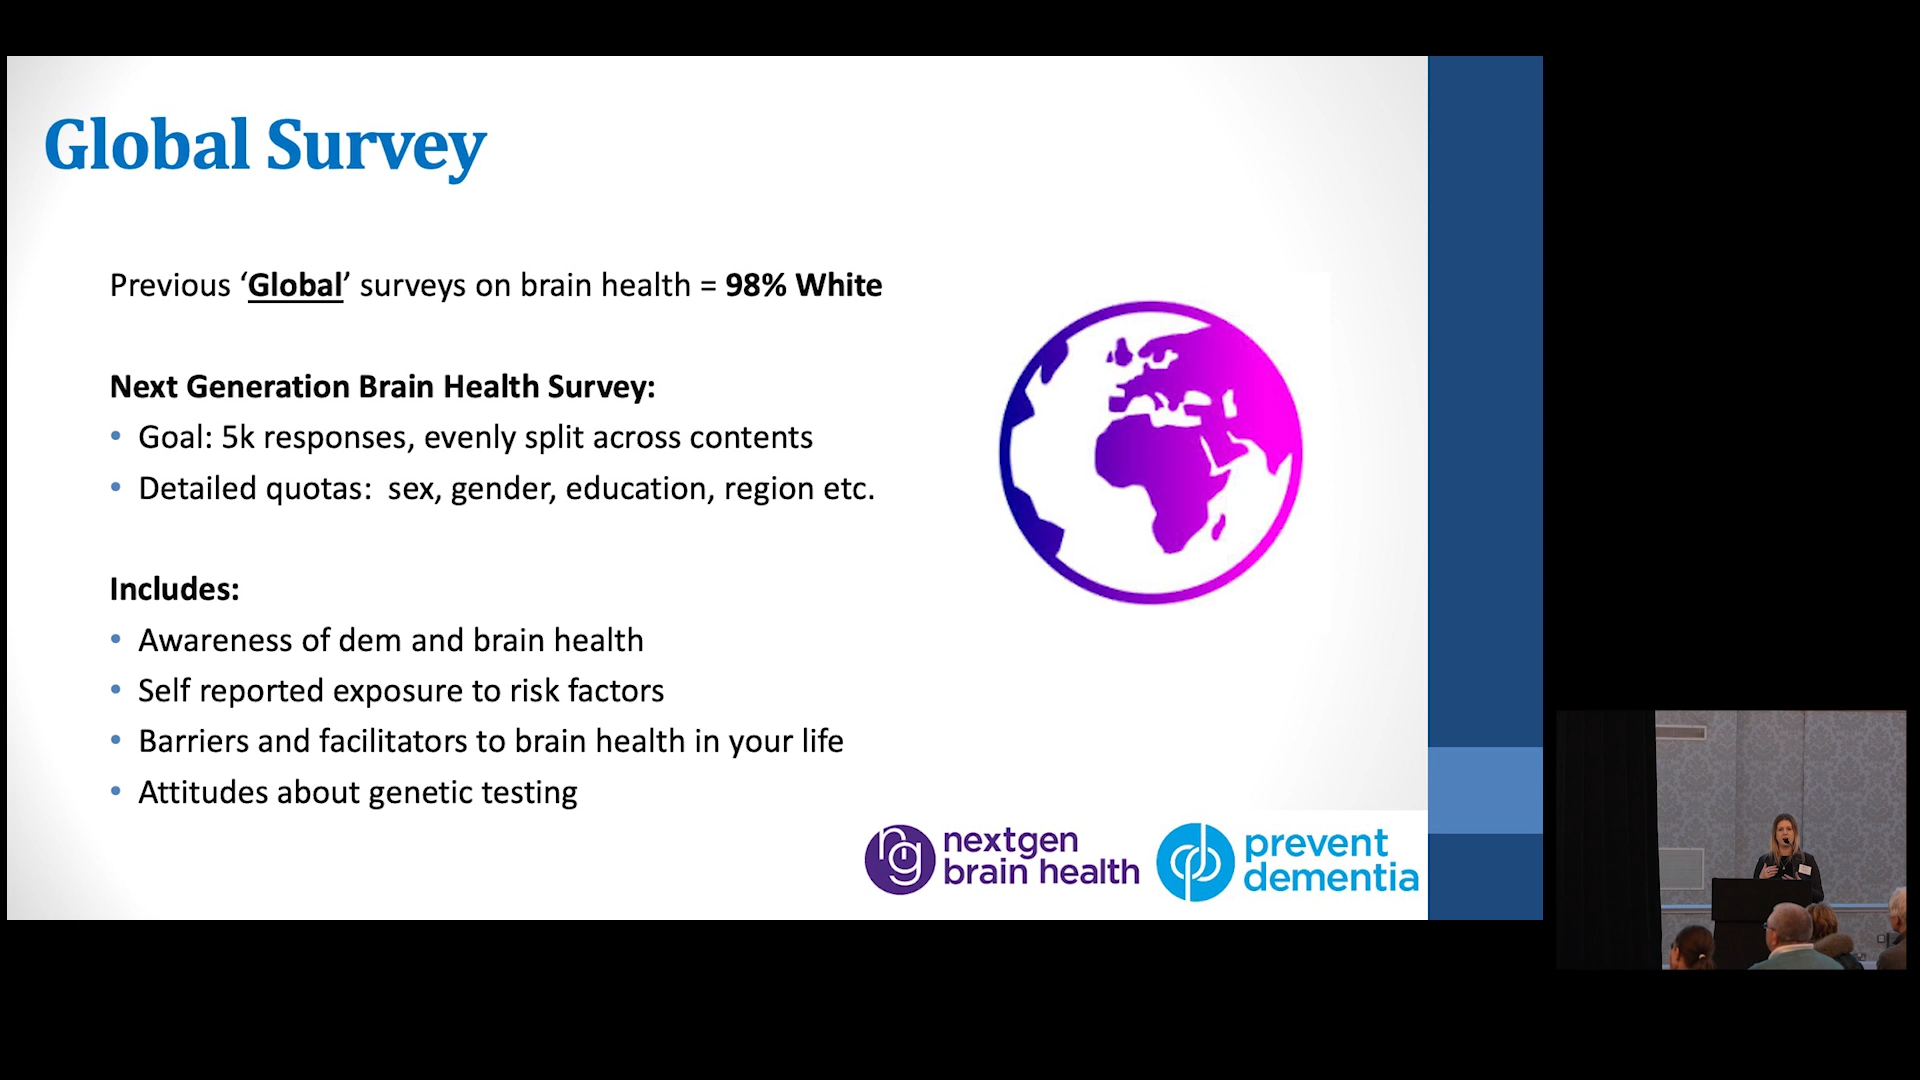 Global Survey
Previous ‘Global’ surveys on brain health = 98% White
Next Generation Brain Health Survey:
• Goal: 5k responses, evenly split across contents
• Detailed quotas:  sex, gender, education, region etc.
Includes:
• Awareness of dem and brain health
• Self reported exposure to risk factors
• Barriers and facilitators to brain health in your life
• Attitudes about genetic testing
ng
nextgen
brain health
prevent
dementia